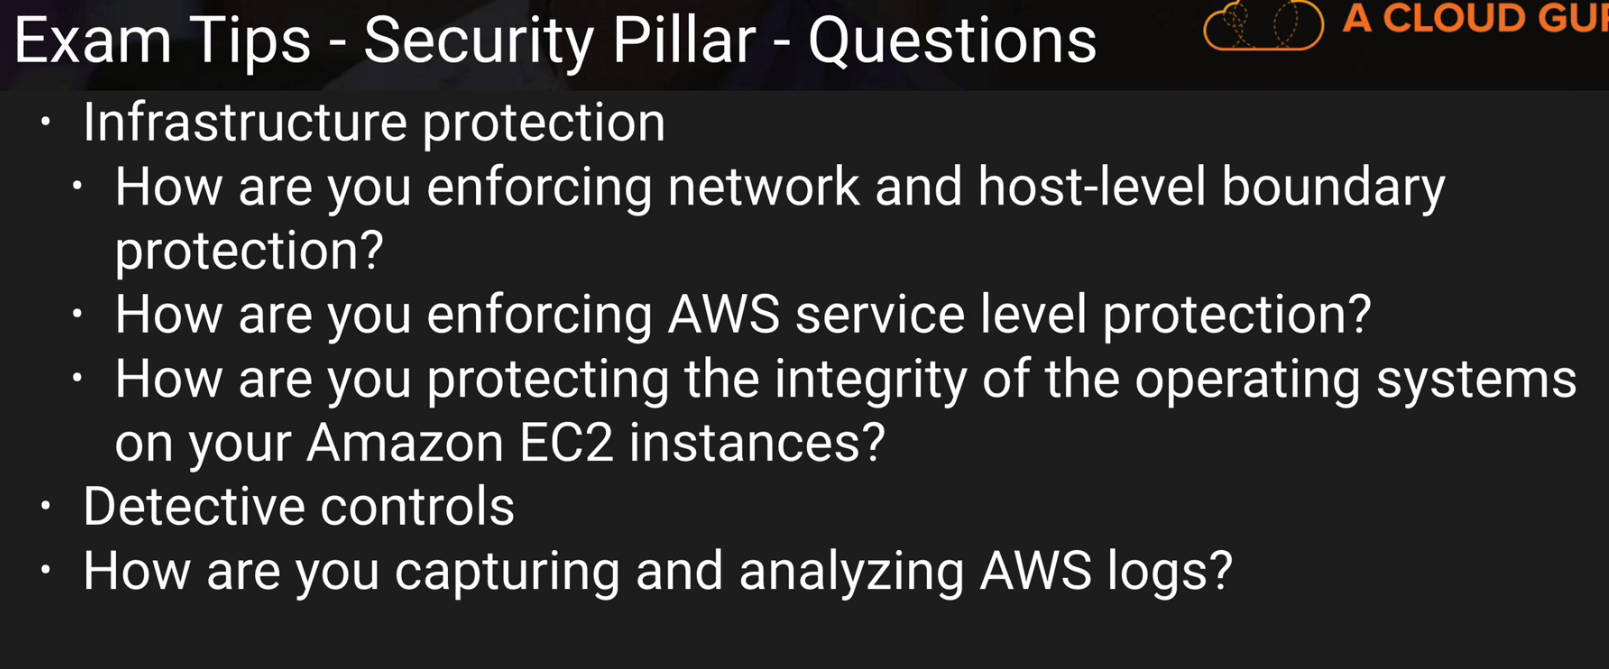 Exam Tips - Security Pillar - Questions
A CLOUD
• Infrastructure protection
• How are you enforcing network and host-level boundary
protection?
• How are you enforcing AWS service level protection?
• How are you protecting the integrity of the operating systems
on your Amazon EC2 instances?
• Detective controls
• How are you capturing and analyzing AWS logs?